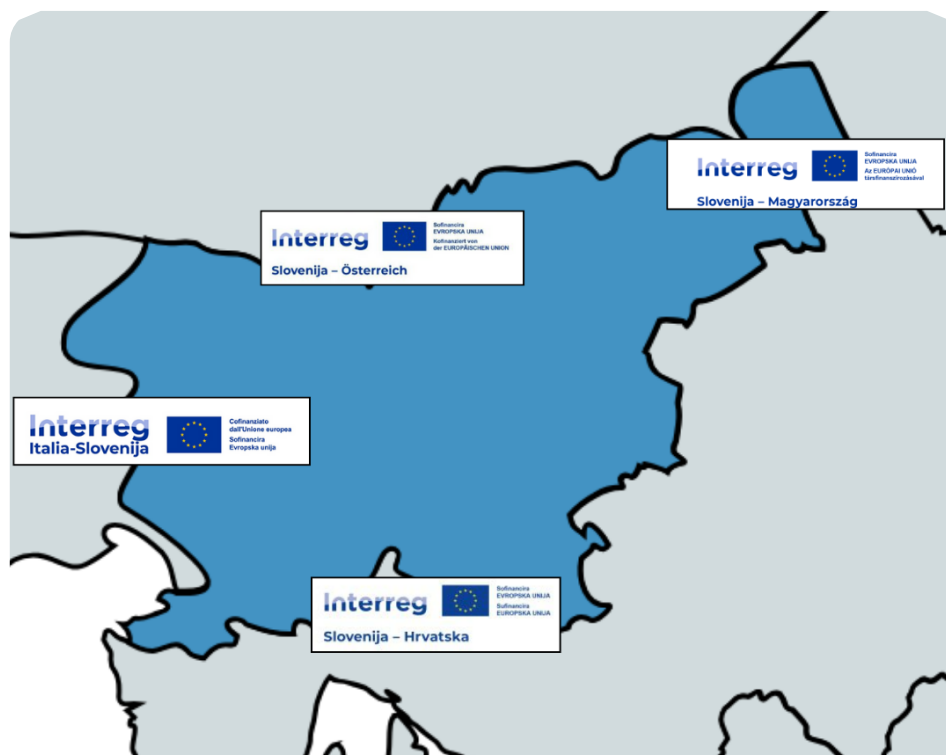 Interreg
Sofinancira
EVROPSKA UNIJA
Az EURÓPAI UNIÓ
társfinanszírozásával
Slovenija – Magyarország
Interreg
Sofinancira
EVROPSKA UNIJA
Kofinanziert von
der EUROPÄISCHEN UNION
Slovenija – Österreich
Interreg
Italia-Slovenija
Cofinanziato
dall'Unione europea
Sofinancira
Evropska unija
Interreg
Sofinancira
EVROPSKA UNIJA
Sufinancira
EUROPSKA UNIJA
Slovenija – Hrvatska